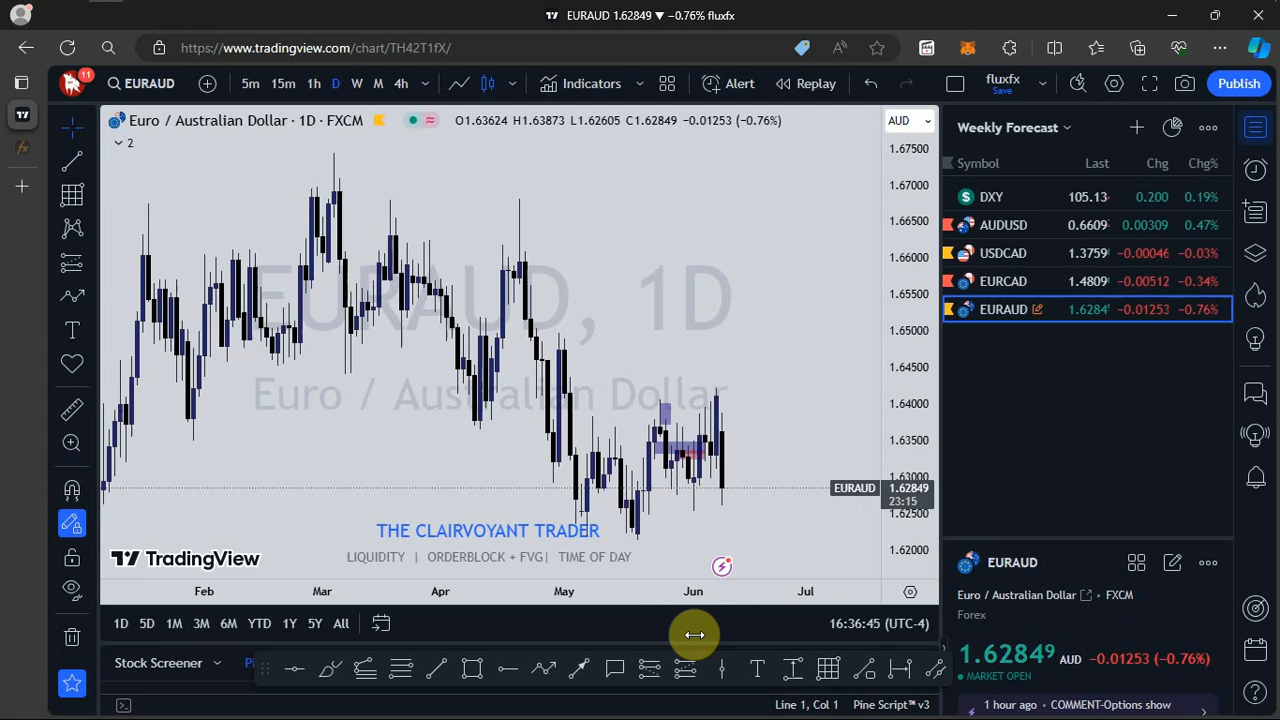 EURAUD 1.62849 ▼ −0.76% fluxfx
https://www.tradingview.com/chart/TH42T1fX/
11
EURAUD
5m 15m 1h D W M 4h
Indicators
Alert
Replay
fluxfx
Save
Publish
Euro / Australian Dollar · 1D · FXCM
O1.63624 H1.63873 L1.62605 C1.62849 −0.01253 (−0.76%)
AUD
2
1.67500
1.67000
1.66500
1.66000
1.65500
1.65000
1.64500
1.64000
1.63500
1.63000
1.62500
1.62000
EURAUD, 1D
Euro / Australian Dollar
EURAUD
1.62849
23:15
THE CLAIRVOYANT TRADER
LIQUIDITY | ORDERBLOCK + FVG| TIME OF DAY
TradingView
Feb Mar Apr May Jun Jul
1D 5D 1M 3M 6M YTD 1Y 5Y All
16:36:45 (UTC-4)
Stock Screener
Pi
Line 1, Col 1
Pine Script™ v3
Weekly Forecast
Symbol Last Chg Chg%
DXY 105.13 0.200 0.19%
AUDUSD 0.6609 0.00309 0.47%
USDCAD 1.3759 −0.00046 −0.03%
EURCAD 1.4809 −0.00512 −0.34%
EURAUD 1.6284⁹ −0.01253 −0.76%
EURAUD
Euro / Australian Dollar • FXCM
Forex
1.62849 AUD −0.01253 (−0.76%)
MARKET OPEN
1 hour ago • COMMENT-Options show